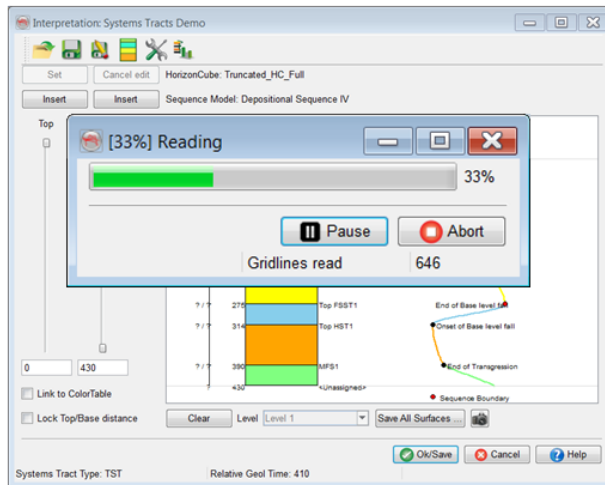 Interpretation: Systems Tracts Demo
Set Cancel edit HorizonCube: Truncated_HC_Full
Insert Insert Sequence Model: Depositional Sequence IV
Top
[33%] Reading
33%
Pause Abort
Gridlines read 646
? / ? 275 Top FSST1 End of Base level fall
? / ? 314 Top HST1 Onset of Base level fall
0 430
? / ? 390 MFS1 End of Transgression
430 <Unassigned>
Link to ColorTable
Sequence Boundary
Lock Top/Base distance Clear Level Level 1 Save All Surfaces ...
Ok/Save Cancel Help
Systems Tract Type: TST Relative Geol Time: 410